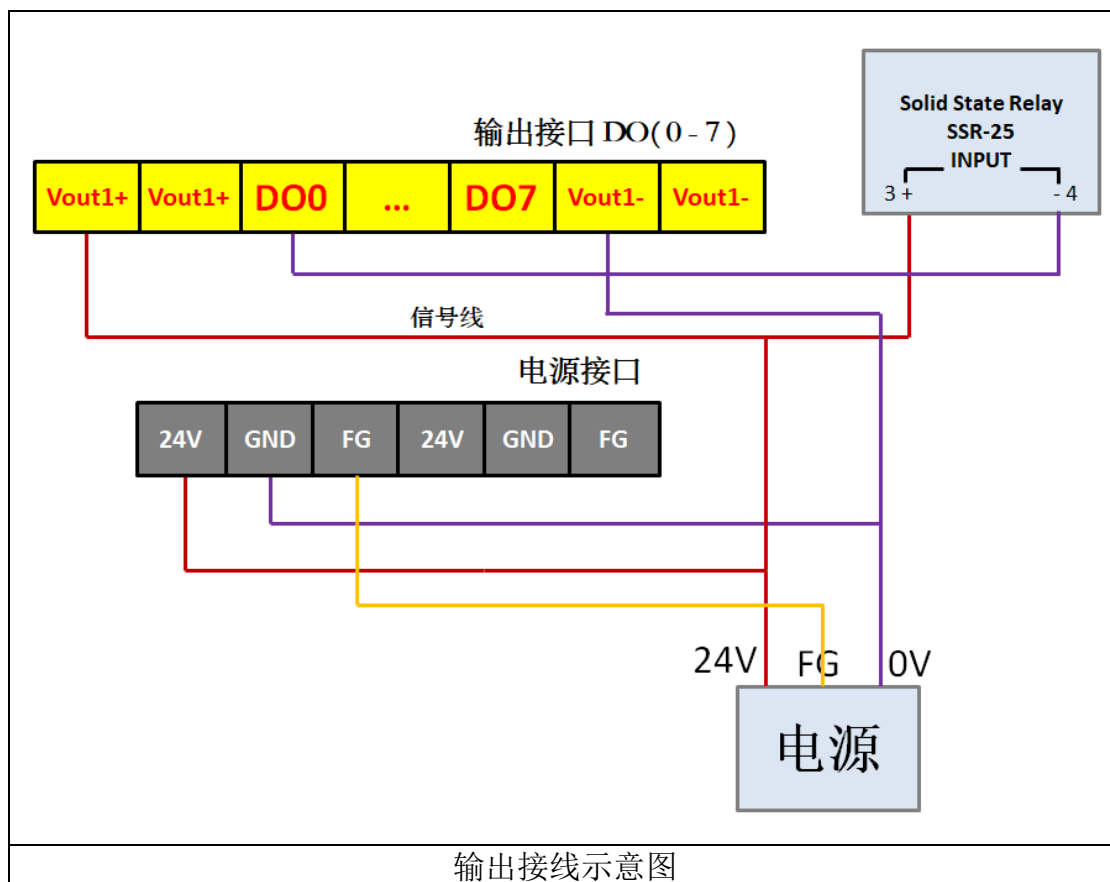 Solid State Relay
SSR-25
INPUT
3 + - 4
输出接口 DO(0-7)
Vout1+ Vout1+ DO0 ... DO7 Vout1- Vout1-
信号线
电源接口
24V GND FG 24V GND FG
24V FG 0V
电源
输出接线示意图